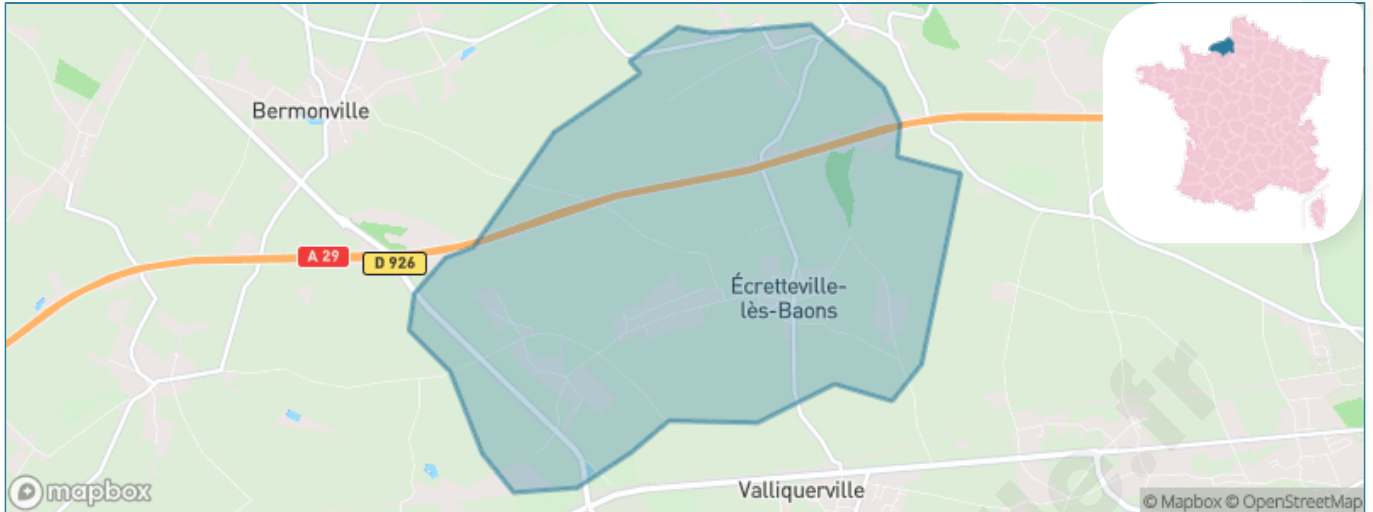 Bermonville
A 29
D 926
Écretteville-
lès-Baons
Valliquerville
mapbox
© Mapbox © OpenStreetMap